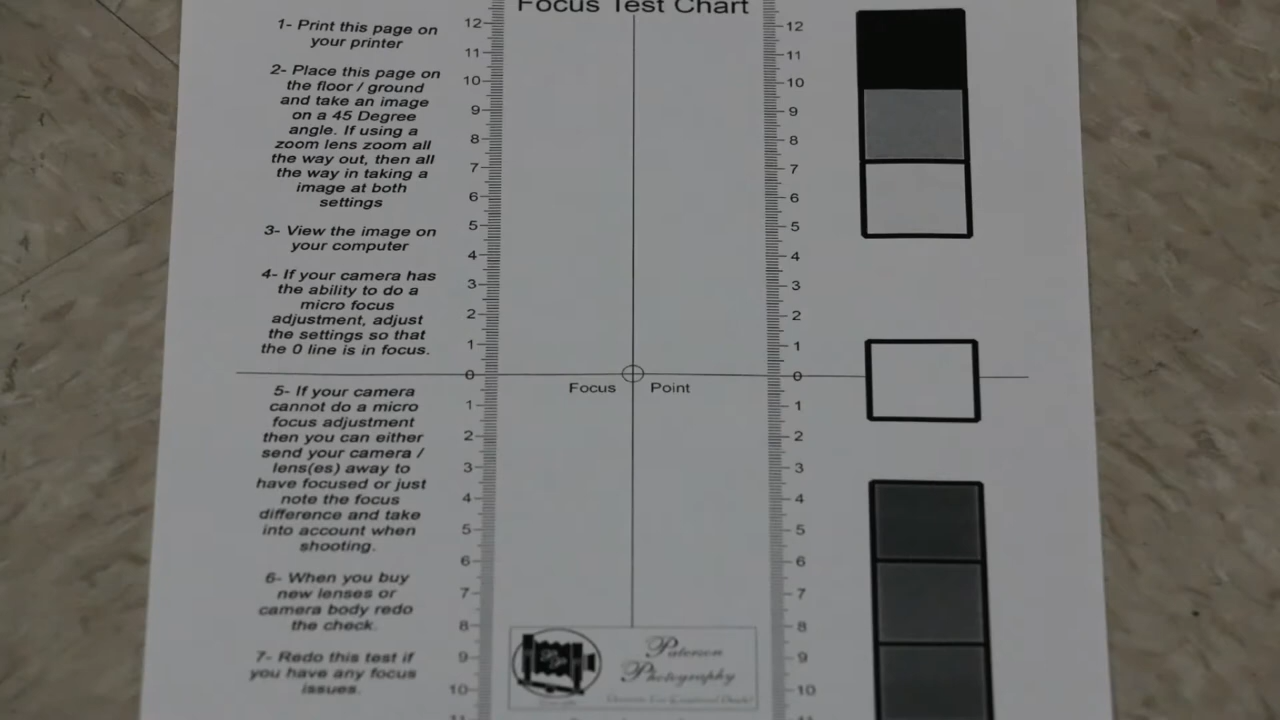 Focus Test Chart
1- Print this page on
your printer
2- Place this page on
the floor / ground
and take an image
on a 45 Degree
angle. If using a
zoom lens zoom all
the way out, then all
the way in taking a
image at both
settings
3- View the image on
your computer
4- If your camera has
the ability to do a
micro focus
adjustment, adjust
the settings so that
the 0 line is in focus.
5- If your camera
cannot do a micro
focus adjustment
then you can either
send your camera /
lens(es) away to
have focused or just
note the focus
difference and take
into account when
shooting.
6- When you buy
new lenses or
camera body redo
the check.
7- Redo this test if
you have any focus
issues.
12
11
10
9
8
7
6
5
4
3
2
1
0
1
2
3
4
5
6
7
8
9
10
11
Focus Point
Paterson
Photography
12
11
10
9
8
7
6
5
4
3
2
1
0
1
2
3
4
5
6
7
8
9
10
11